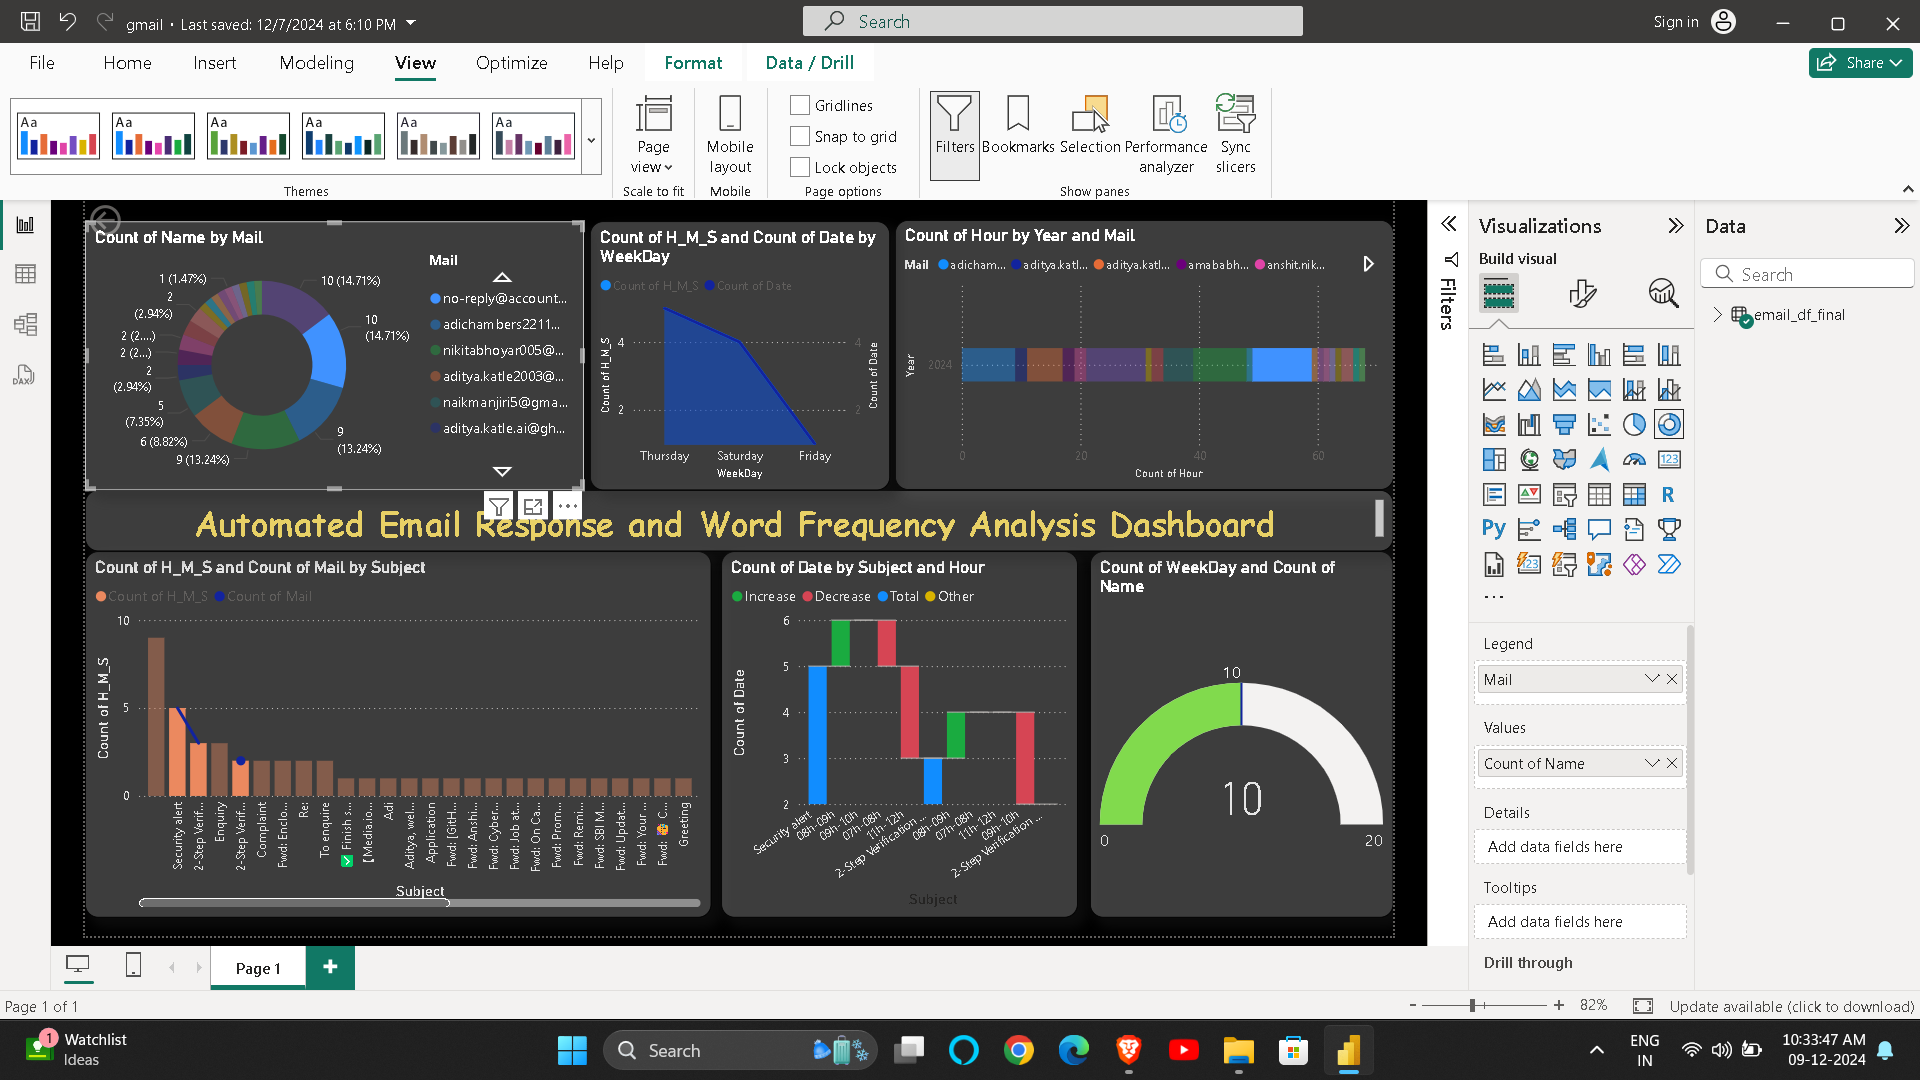 gmail • Last saved: 12/7/2024 at 6:10 PM
Search
Sign in
File Home Insert Modeling View Optimize Help Format Data / Drill
Share
Aa Aa Aa Aa Aa Aa
Page view
Mobile layout
Gridlines
Snap to grid
Lock objects
Filters
Bookmarks
Selection
Performance analyzer
Sync slicers
Themes
Scale to fit
Mobile
Page options
Show panes
Count of Name by Mail
1 (1.47%)
2 (2.94%)
2 (2....)
2 (2...)
2 (2.94%)
5 (7.35%)
6 (8.82%)
9 (13.24%)
9 (13.24%)
10 (14.71%)
10 (14.71%)
Mail
no-reply@account...
adichambers2211...
nikitabhoyar005@...
aditya.katle2003@...
naikmanjiri5@gma...
aditya.katle.ai@gh...
Count of H_M_S and Count of Date by WeekDay
Count of H_M_S Count of Date
Count of H_M_S
4
2
4
2
Count of Date
Thursday Saturday Friday
WeekDay
Count of Hour by Year and Mail
Mail adicham... aditya.katl... aditya.katl... amababh... anshit.nik...
Year
2024
0 20 40 60
Count of Hour
Automated Email Response and Word Frequency Analysis Dashboard
Count of H_M_S and Count of Mail by Subject
Count of H_M_S Count of Mail
Count of H_M_S
10
5
0
Security alert
2-Step Verif...
Enquiry
2-Step Verif...
Complaint
Fwd: Enclo...
Re:
To enquire
✅ Finish s...
【Media.io...
Adi
Aditya, wel...
Application
Fwd: [GitH...
Fwd: Anshi...
Fwd: Cyber...
Fwd: Job at...
Fwd: On Ca...
Fwd: Prom...
Fwd: Remi...
Fwd: SBI M...
Fwd: Updat...
Fwd: Your ...
Fwd: 🎨 C...
Greeting
Subject
Count of Date by Subject and Hour
Increase Decrease Total Other
Count of Date
6
5
4
3
2
Security alert
08h-09h
09h-10h
07h-08h
11h-12h
2-Step Verification ...
08h-09h
07h-08h
11h-12h
09h-10h
2-Step Verification ...
Subject
Count of WeekDay and Count of Name
10
10
0
20
Filters
Visualizations
Build visual
123
R
Py
123
...
Legend
Mail
Values
Count of Name
Details
Add data fields here
Tooltips
Add data fields here
Drill through
Data
Search
email_df_final
DAX
Page 1
Page 1 of 1
82%
Update available (click to download)
1
Watchlist
Ideas
Search
ENG
IN
10:33:47 AM
09-12-2024